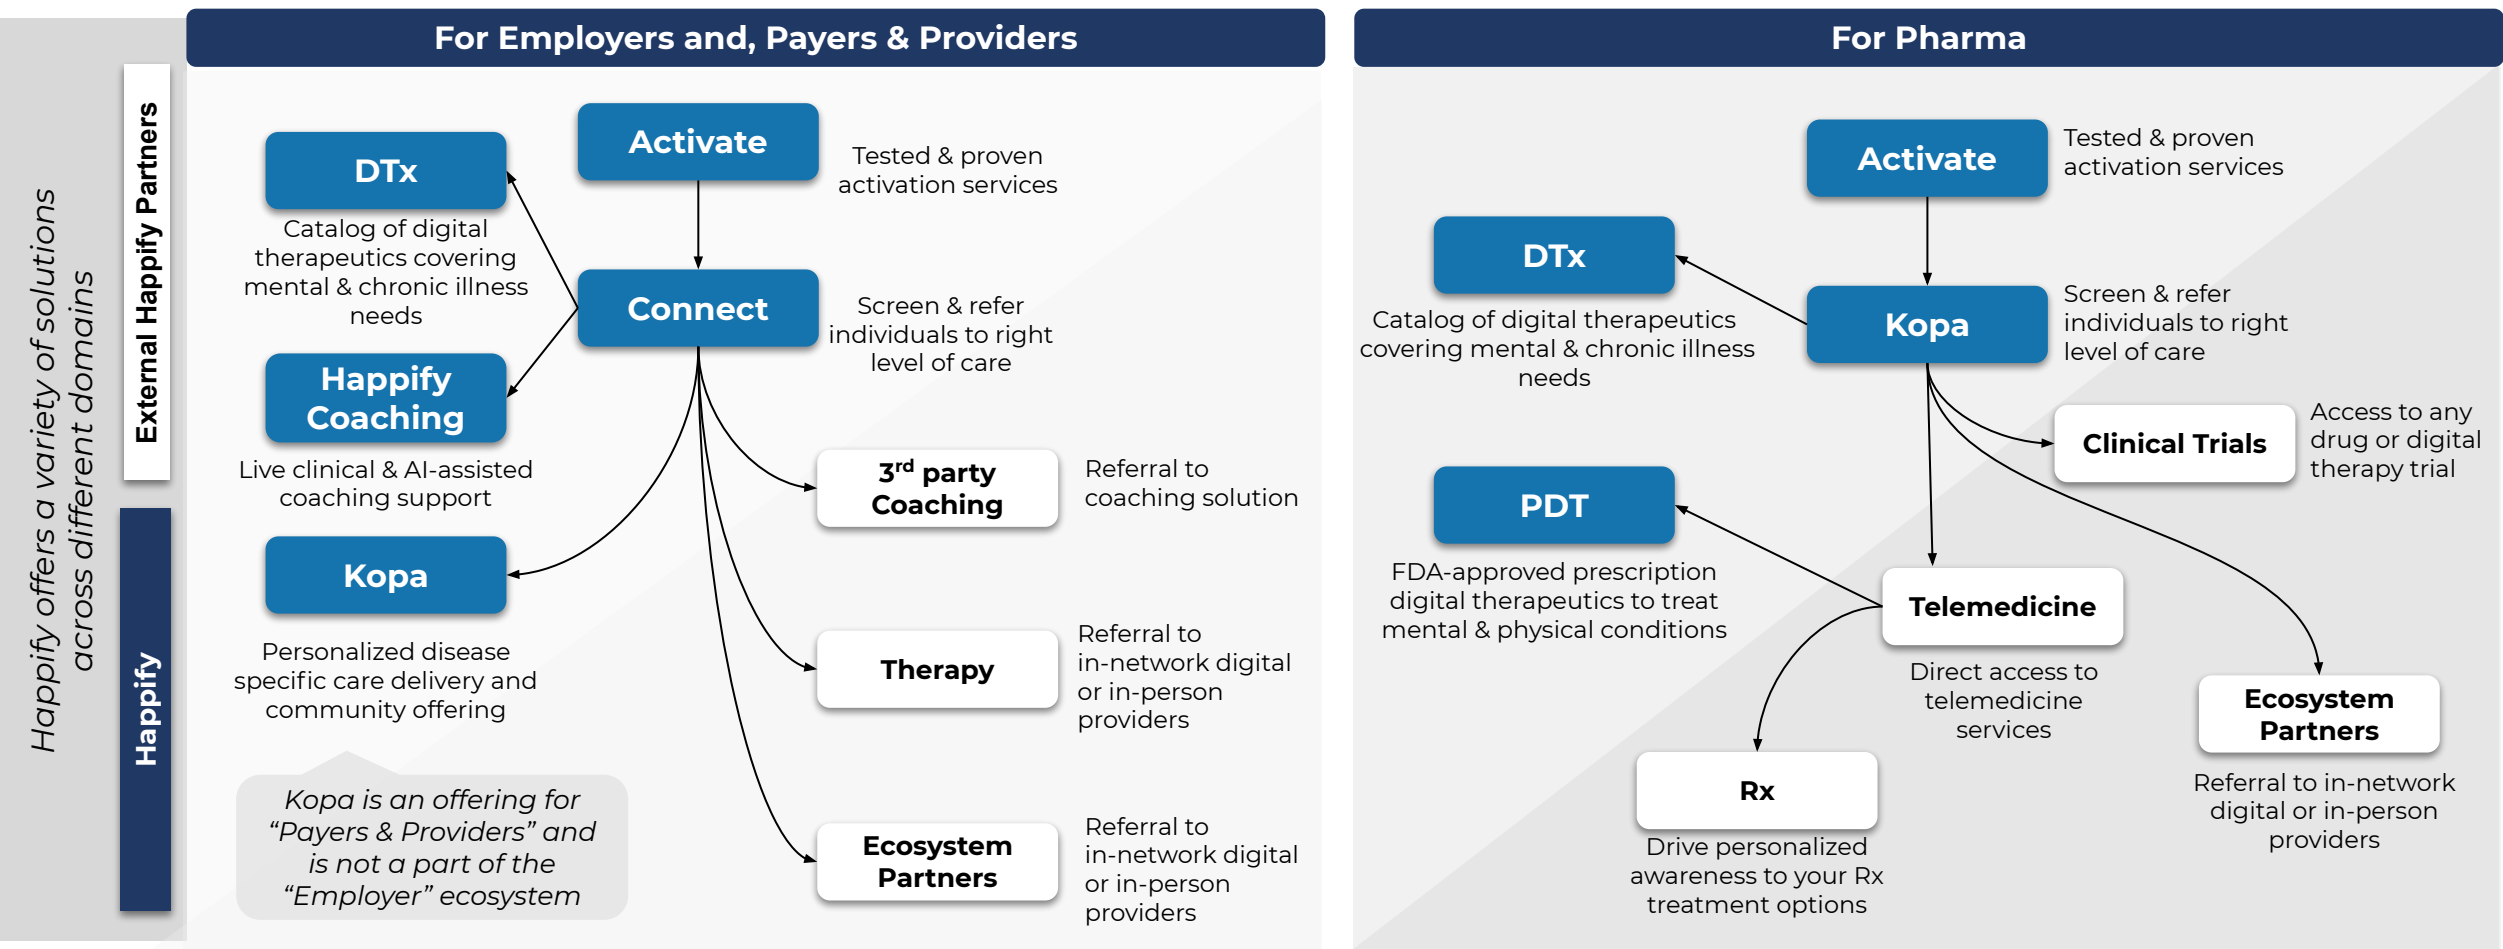 Happify offers a variety of solutions
across different domains
External Happify Partners
Happify
For Employers and, Payers & Providers
Activate
Tested & proven
activation services
DTx
Catalog of digital
therapeutics covering
mental & chronic illness
needs
Connect
Screen & refer
individuals to right
level of care
Happify
Coaching
Live clinical & AI-assisted
coaching support
3rd party
Coaching
Referral to
coaching solution
Kopa
Personalized disease
specific care delivery and
community offering
Therapy
Referral to
in-network digital
or in-person
providers
Kopa is an offering for
“Payers & Providers” and
is not a part of the
“Employer” ecosystem
Ecosystem
Partners
Referral to
in-network digital
or in-person
providers
For Pharma
Activate
Tested & proven
activation services
DTx
Catalog of digital therapeutics
covering mental & chronic illness
needs
Kopa
Screen & refer
individuals to right
level of care
Clinical Trials
Access to any
drug or digital
therapy trial
PDT
FDA-approved prescription
digital therapeutics to treat
mental & physical conditions
Telemedicine
Direct access to
telemedicine
services
Ecosystem
Partners
Referral to in-network
digital or in-person
providers
Rx
Drive personalized
awareness to your Rx
treatment options